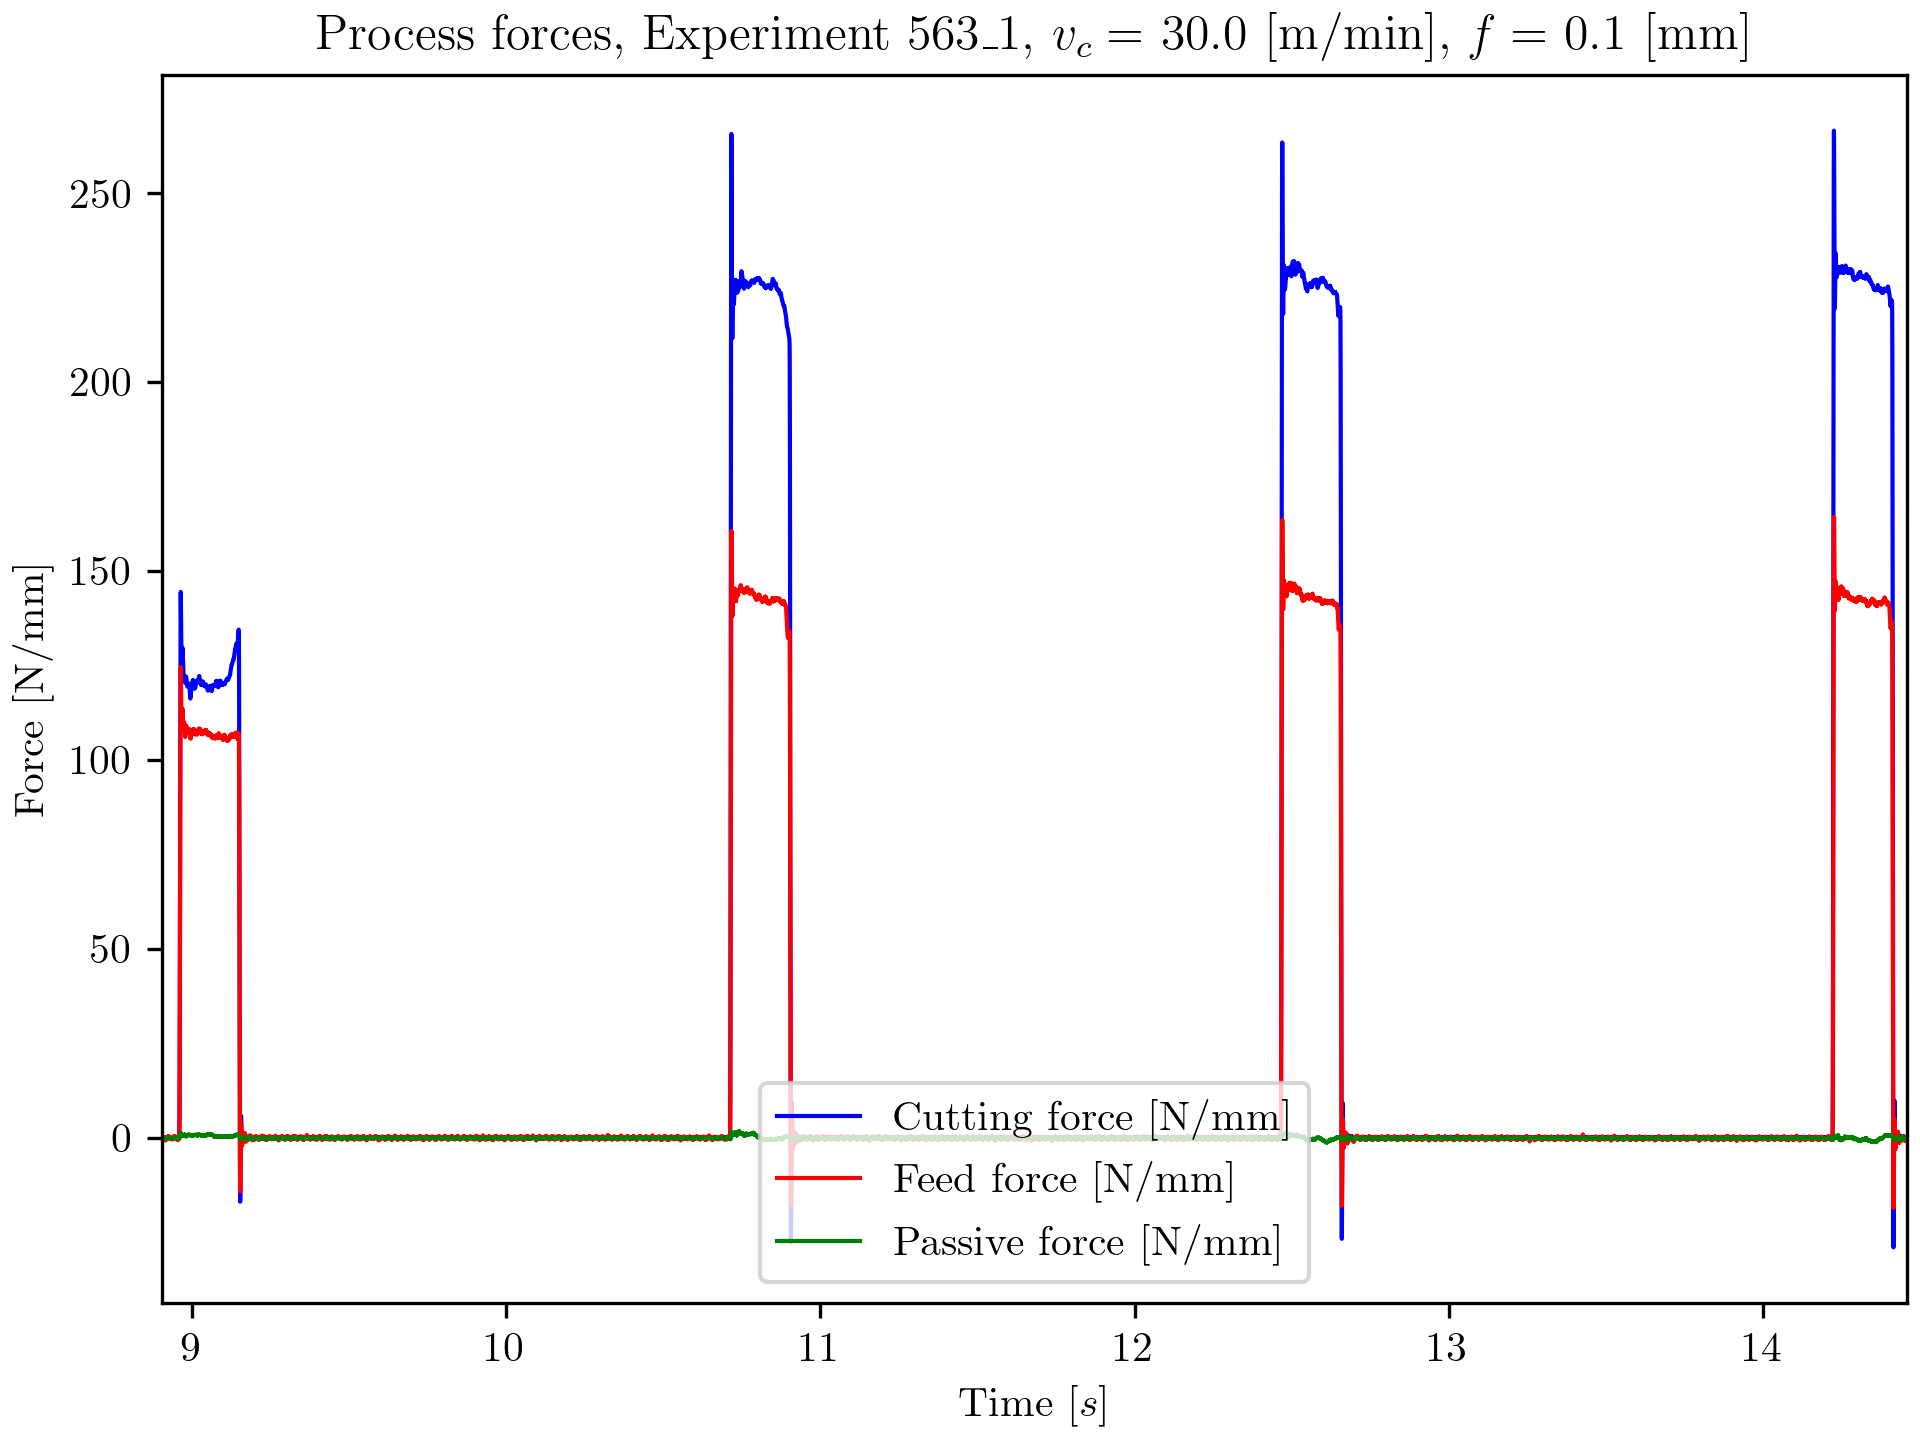 Process forces, Experiment 563_1, v_c = 30.0 [m/min], f = 0.1 [mm]
Force [N/mm]
250
200
150
100
50
0
Cutting force [N/mm]
Feed force [N/mm]
Passive force [N/mm]
9 10 11 12 13 14
Time [s]